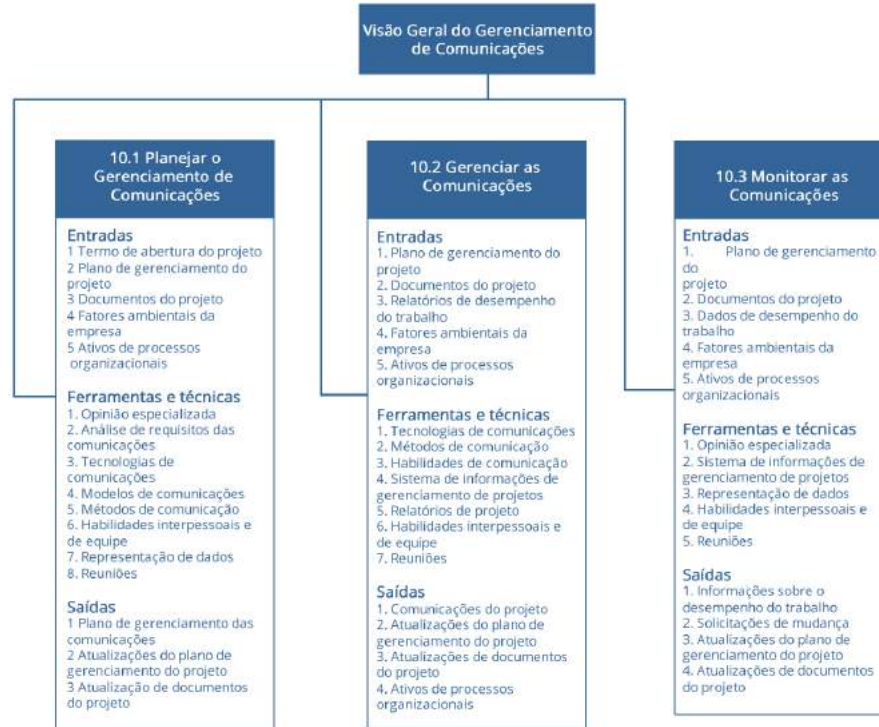 Visão Geral do Gerenciamento
de Comunicações
10.1 Planejar o
Gerenciamento de
Comunicações
Entradas
1 Termo de abertura do projeto
2 Plano de gerenciamento do
projeto
3 Documentos do projeto
4 Fatores ambientais da
empresa
5 Ativos de processos
organizacionais
Ferramentas e técnicas
1. Opinião especializada
2. Análise de requisitos das
comunicações
3. Tecnologias de
comunicações
4. Modelos de comunicações
5. Métodos de comunicação
6. Habilidades interpessoais e
de equipe
7. Representação de dados
8. Reuniões
Saídas
1 Plano de gerenciamento das
comunicações
2 Atualizações do plano de
gerenciamento do projeto
3 Atualização de documentos
do projeto
10.2 Gerenciar as
Comunicações
Entradas
1. Plano de gerenciamento do
projeto
2. Documentos do projeto
3. Relatórios de desempenho
do trabalho
4. Fatores ambientais da
empresa
5. Ativos de processos
organizacionais
Ferramentas e técnicas
1. Tecnologias de comunicações
2. Métodos de comunicação
3. Habilidades de comunicação
4. Sistema de informações de
gerenciamento de projetos
5. Relatórios de projeto
6. Habilidades interpessoais e
de equipe
7. Reuniões
Saídas
1. Comunicações do projeto
2. Atualizações do plano de
gerenciamento do projeto
3. Atualizações de documentos
do projeto
4. Ativos de processos
organizacionais
10.3 Monitorar as
Comunicações
Entradas
1. Plano de gerenciamento
do
projeto
2. Documentos do projeto
3. Dados de desempenho do
trabalho
4. Fatores ambientais da
empresa
5. Ativos de processos
organizacionais
Ferramentas e técnicas
1. Opinião especializada
2. Sistema de informações de
gerenciamento de projetos
3. Representação de dados
4. Habilidades interpessoais e
de equipe
5. Reuniões
Saídas
1. Informações sobre o
desempenho do trabalho
2. Solicitações de mudança
3. Atualizações do plano de
gerenciamento do projeto
4. Atualizações de documentos
do projeto